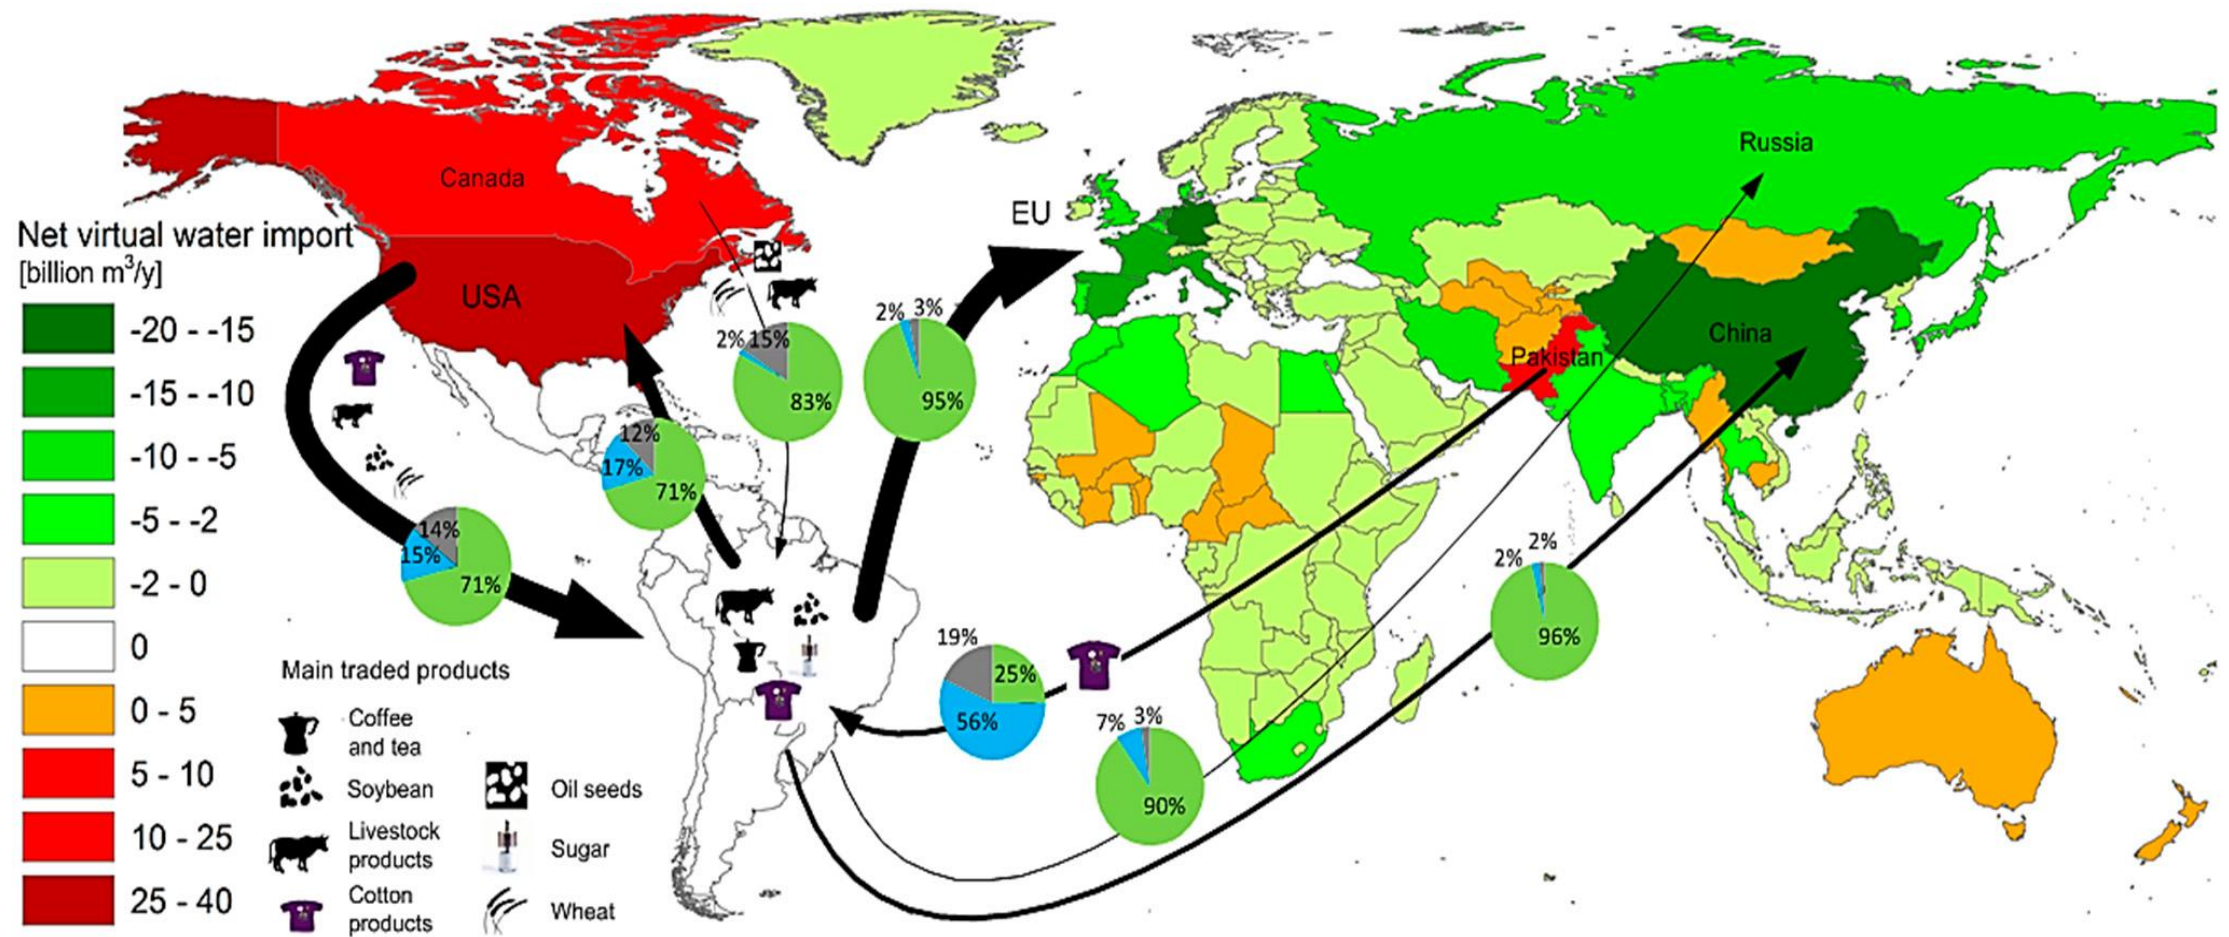 Russia
Canada
EU
Net virtual water import
[billion m³/y]
USA
-20 - -15
-15 - -10
-10 - -5
-5 - -2
-2 - 0
0
0 - 5
5 - 10
10 - 25
25 - 40
China
Pakistan
2% 15%
83%
2% 3%
95%
12%
17%
71%
14%
15%
71%
2% 2%
96%
19%
25%
56%
7% 3%
90%
Main traded products
Coffee
and tea
Soybean
Livestock
products
Cotton
products
Oil seeds
Sugar
Wheat